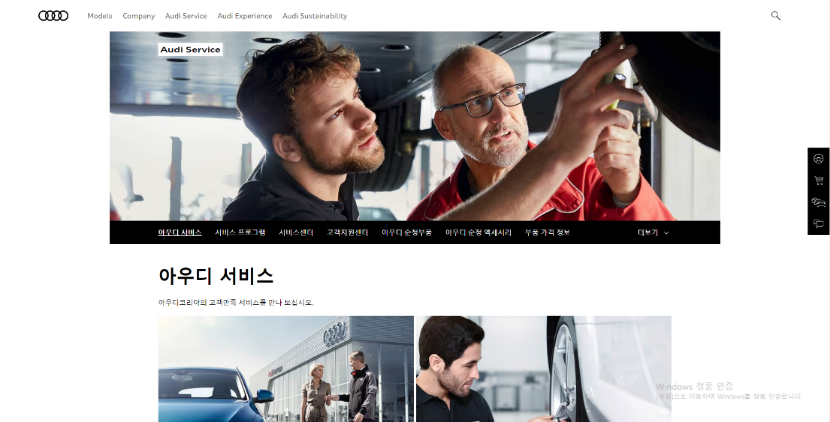 Models Company Audi Service Audi Experience Audi Sustainability
Audi Service
아우디 서비스 서비스 프로그램 서비스센터 고객지원센터 아우디 순정부품 아우디 순정 액세서리 부품 가격 정보 더보기
아우디 서비스
아우디코리아의 고객만족 서비스를 만나 보십시오.
Windows 정품 인증
[설정]으로 이동하여 Windows를 정품 인증합니다.